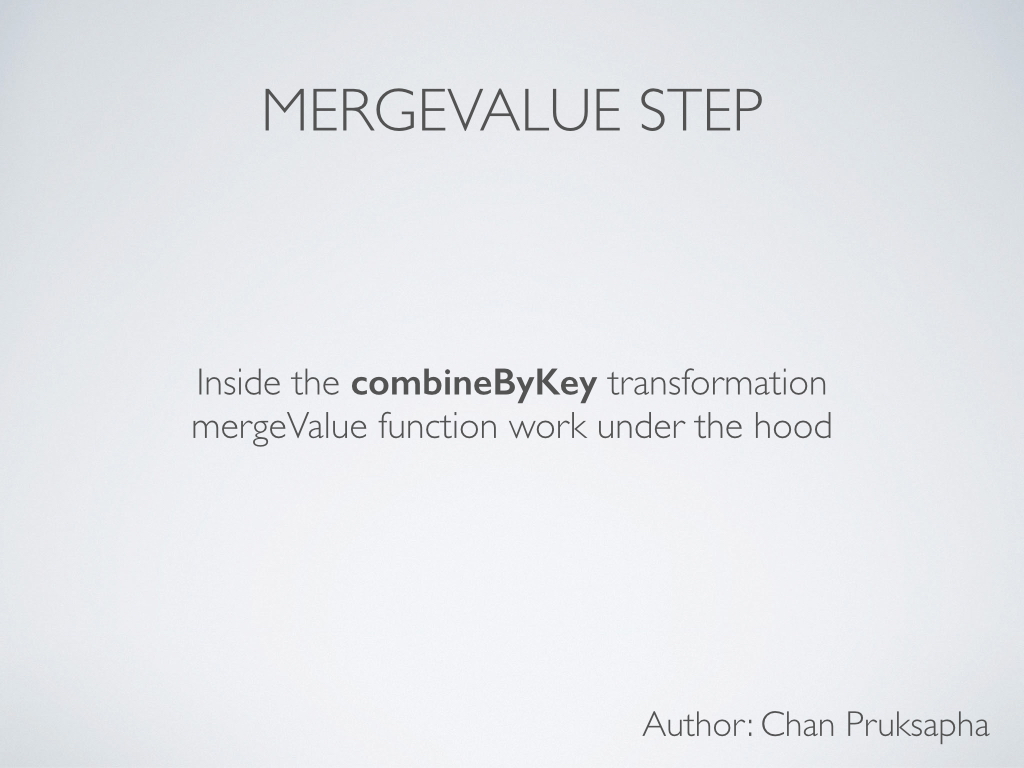 MERGEVALUE STEP
Inside the combineByKey transformation
mergeValue function work under the hood
Author: Chan Pruksapha